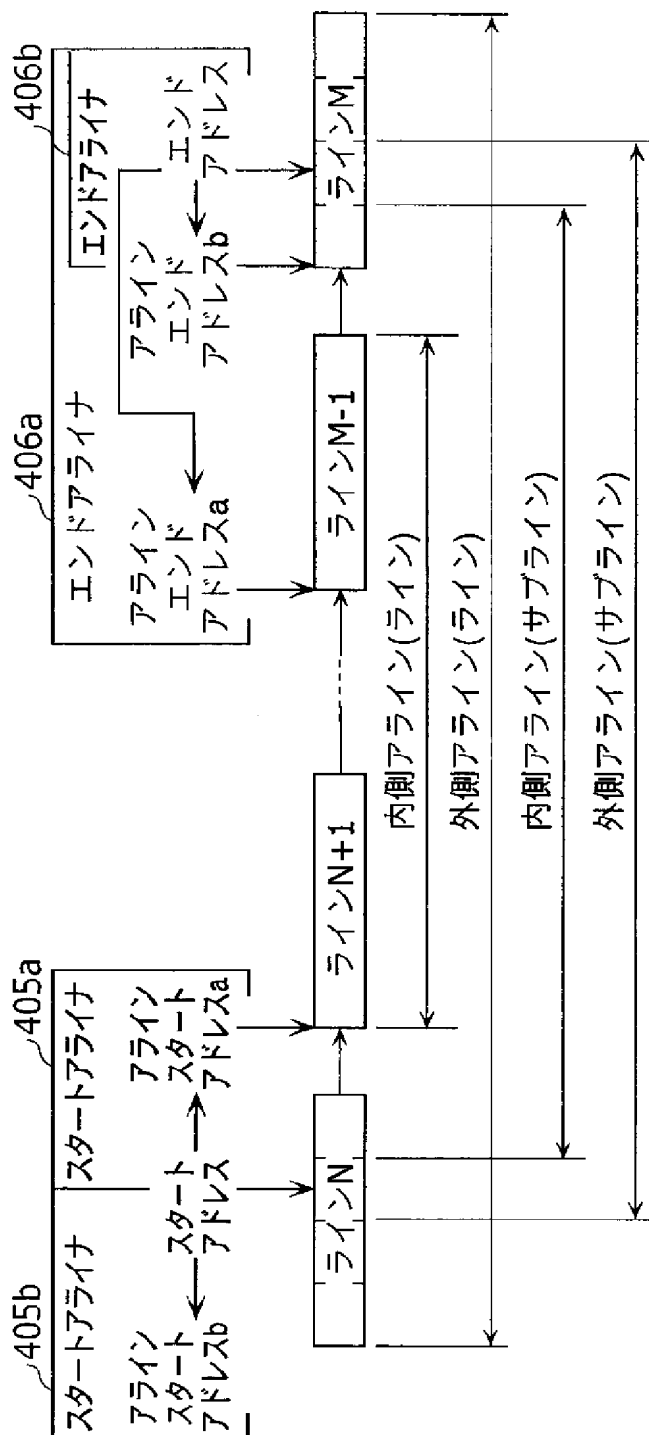 405b
スタートアライナ
405a
スタートアライナ
406a
エンドアライナ
406b
エンドアライナ
アライン
スタート
アドレスb
スタート
アドレス
アライン
スタート
アドレスa
アライン
エンド
アドレスa
アライン
エンド
アドレスb
エンド
アドレス
ラインN
ラインN+1
ラインM-1
ラインM
内側アライン(ライン)
外側アライン(ライン)
内側アライン(サブライン)
外側アライン(サブライン)